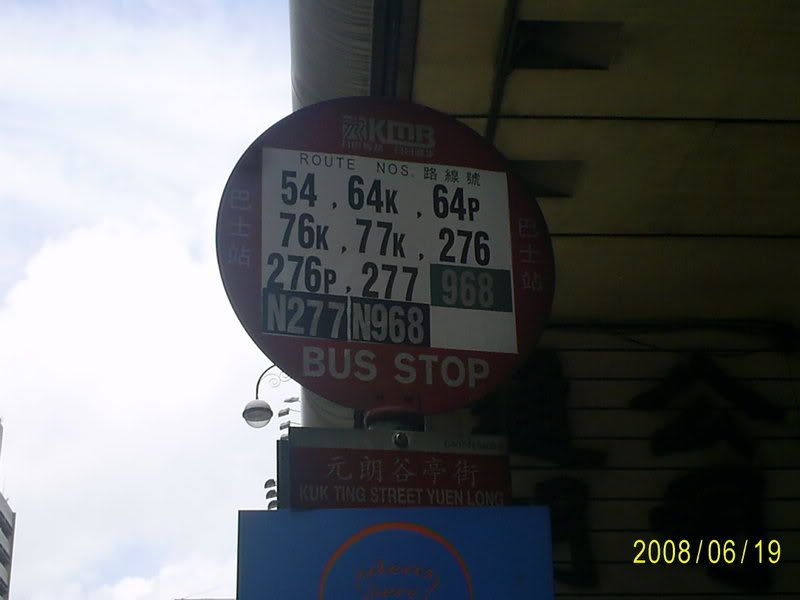 KMB
ROUTE NOS. 路線號
54 , 64K , 64P
76K , 77K , 276
276P , 277 968
N277 N968
巴士站
巴士站
BUS STOP
元朗谷亭街
KUK TING STREET YUEN LONG
2008/06/19